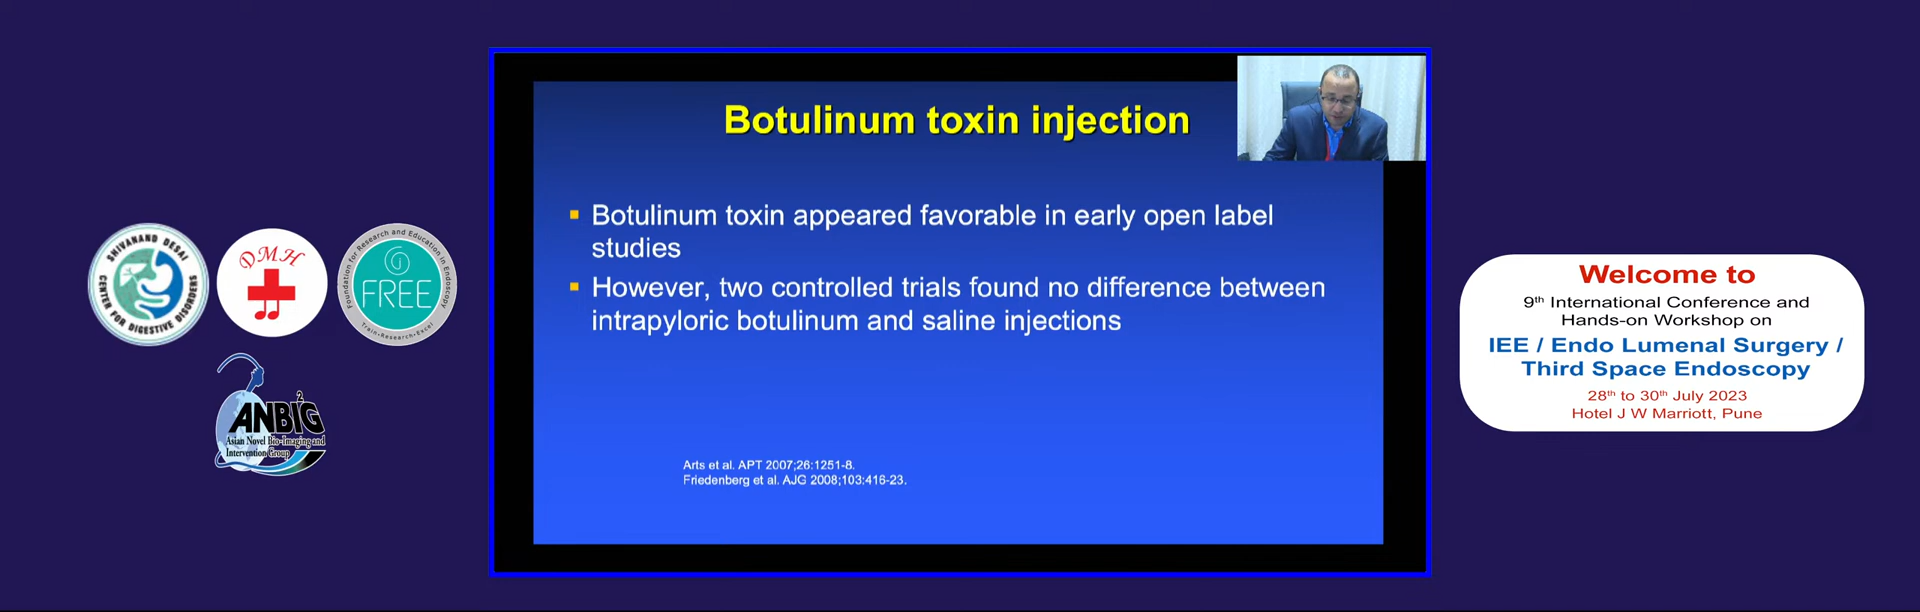 SHIVANAND DESAI
CENTER FOR DIGESTIVE DISORDERS
DMH
Foundation for Research and Education in Endoscopy
FREE
Train•Research•Excel
ANBIG2
Asian Novel Bio-Imaging and
Intervention Group
Botulinum toxin injection
Botulinum toxin appeared favorable in early open label
studies
However, two controlled trials found no difference between
intrapyloric botulinum and saline injections
Arts et al. APT 2007;26:1251-8.
Friedenberg et al. AJG 2008;103:416-23.
Welcome to
9th International Conference and
Hands-on Workshop on
IEE / Endo Lumenal Surgery /
Third Space Endoscopy
28th to 30th July 2023
Hotel J W Marriott, Pune